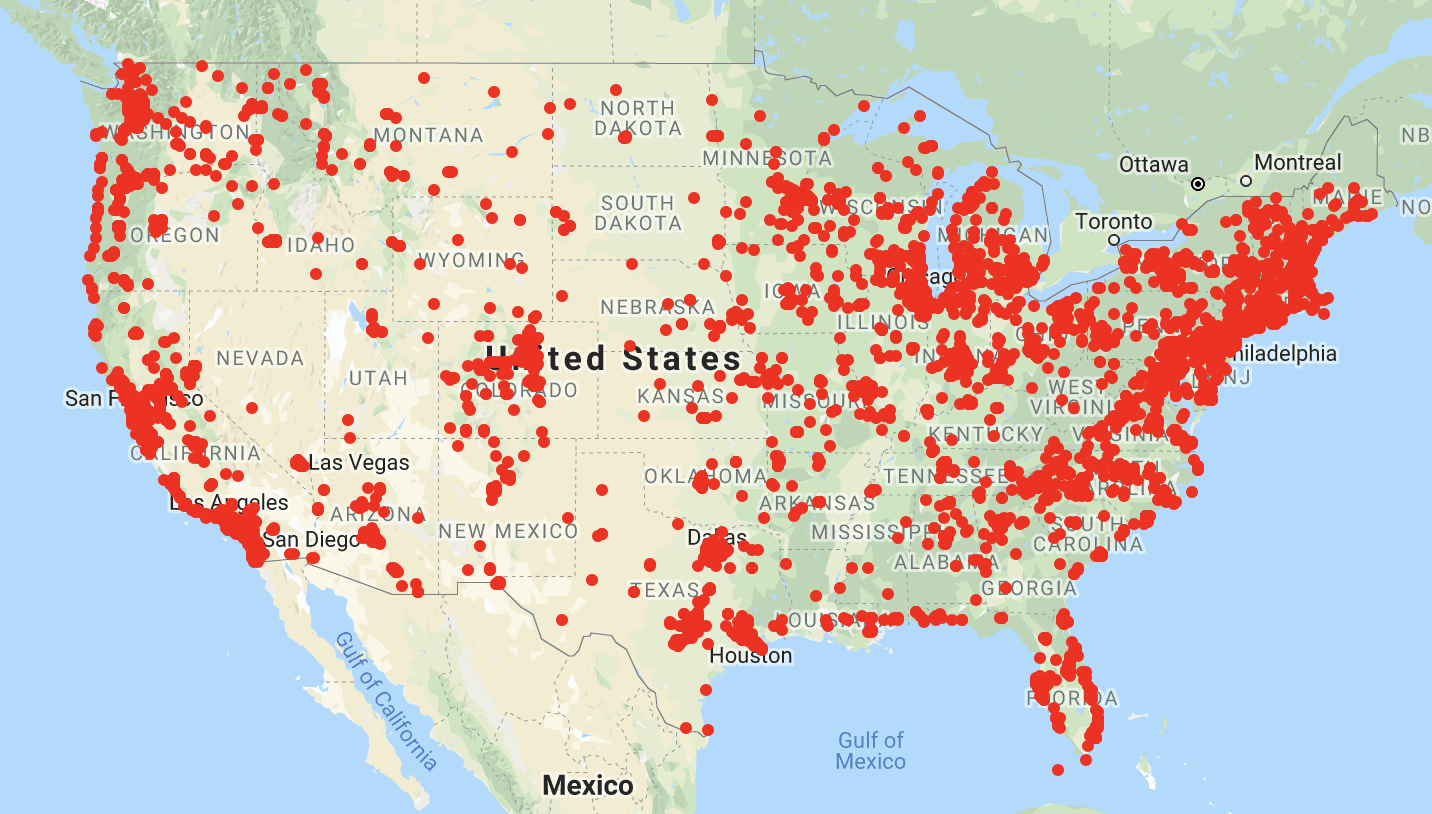 NB
Ottawa
Montreal
NORTH
DAKOTA
WASHINGTON
MONTANA
MINNESOTA
MAINE
NO
SOUTH
DAKOTA
WISCONSIN
Toronto
OREGON
IDAHO
MICHIGAN
WYOMING
Chicago
IOWA
NEBRASKA
ILLINOIS
INDIANA
NEVADA
United States
Philadelphia
UTAH
COLORADO
KANSAS
MISSOURI
WEST
VIRGINIA
NJ
San Francisco
KENTUCKY
VIRGINIA
CALIFORNIA
Las Vegas
OKLAHOMA
TENNESSEE
Los Angeles
ARIZONA
NEW MEXICO
ARKANSAS
MISSISSIPPI
SOUTH
CAROLINA
San Diego
Dallas
ALABAMA
TEXAS
GEORGIA
LOUISIANA
Houston
Gulf of California
FLORIDA
Gulf of
Mexico
Mexico